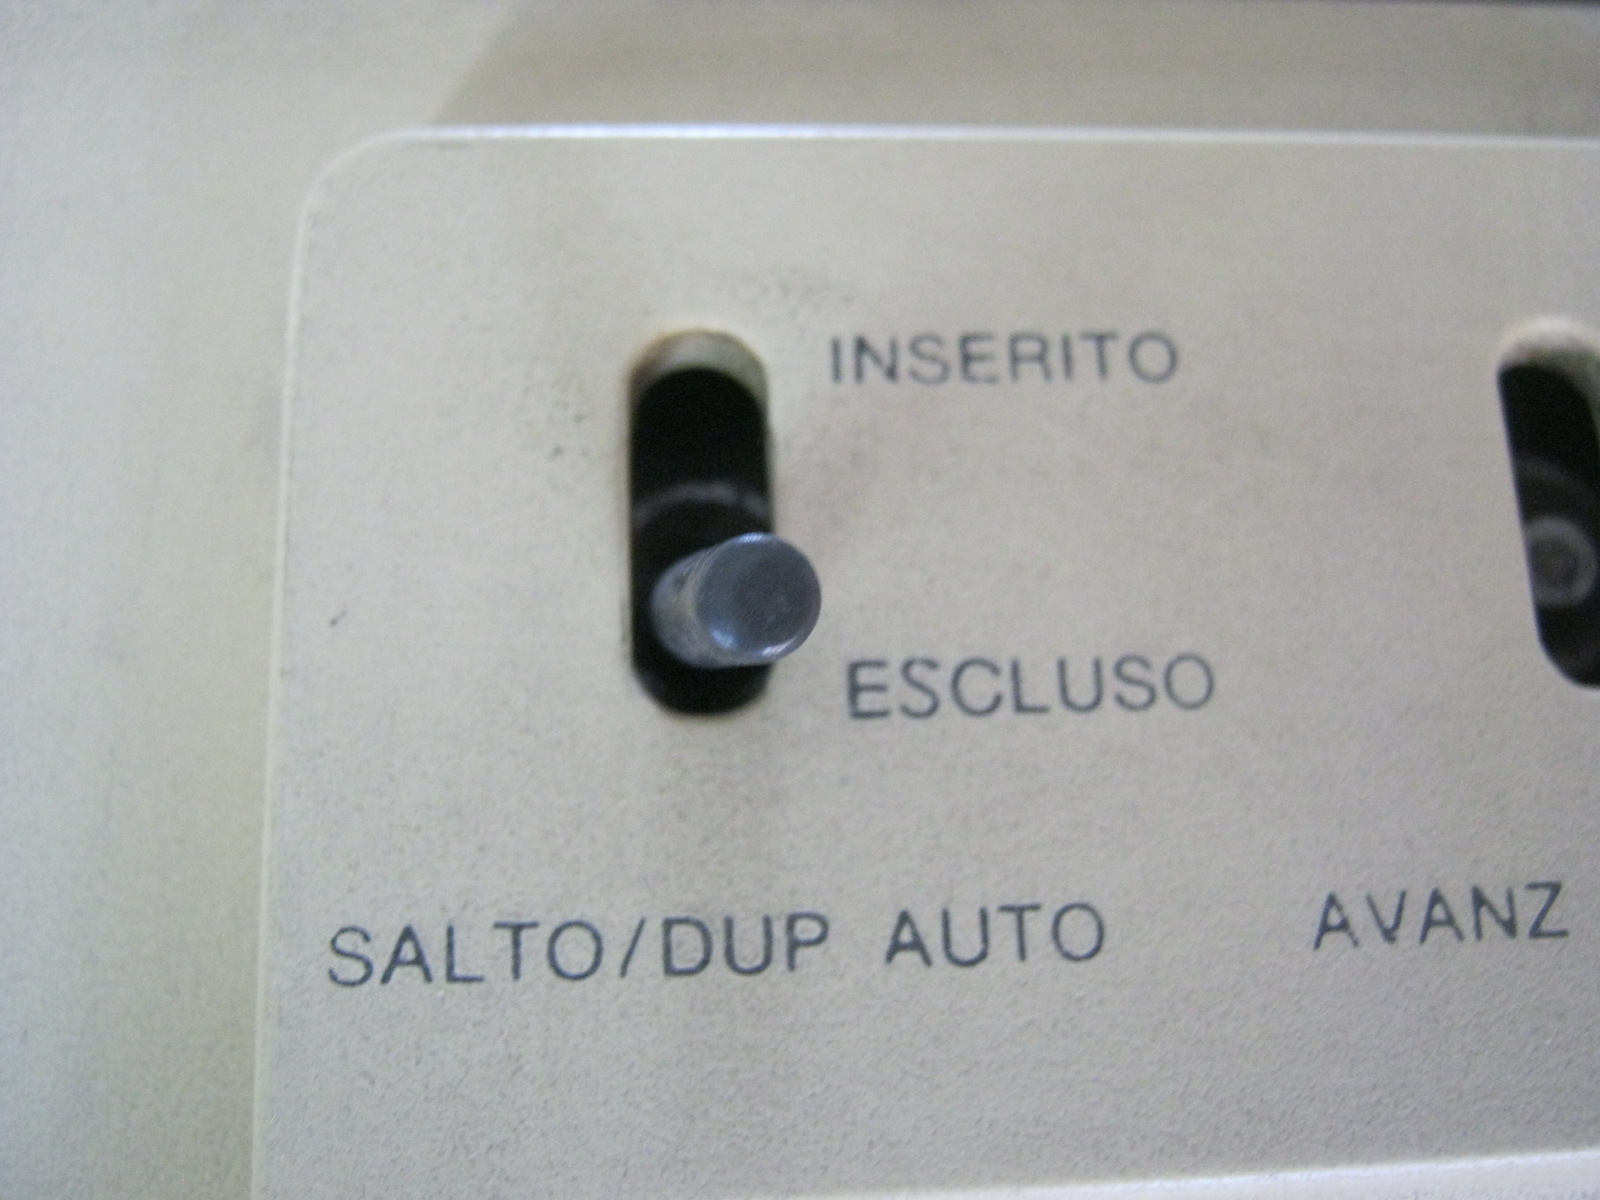 INSERITO
ESCLUSO
SALTO/DUP AUTO
AVANZ